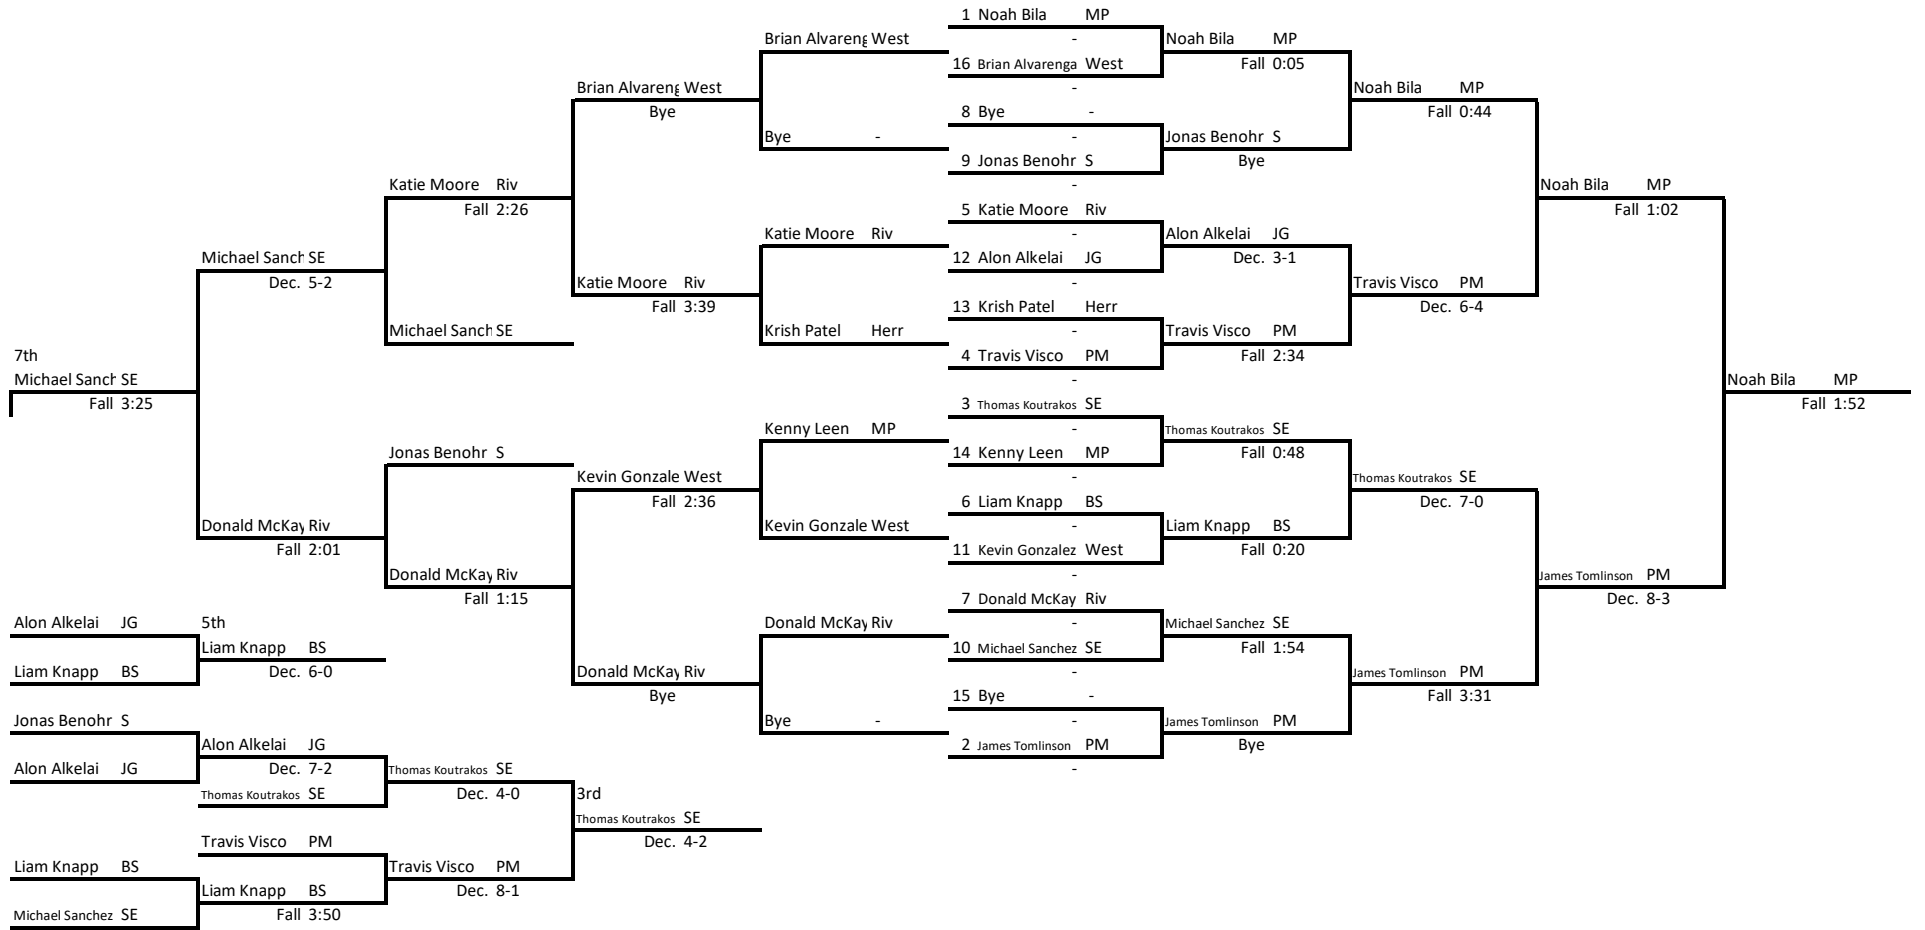 1 Noah Bila MP
Brian Alvareng West - Noah Bila MP
16 Brian Alvarenga West Fall 0:05
Brian Alvareng West - Noah Bila MP
Bye 8 Bye - Fall 0:44
Bye - - Jonas Benohr S
9 Jonas Benohr S Bye
Katie Moore Riv - Noah Bila MP
Fall 2:26 5 Katie Moore Riv Fall 1:02
Katie Moore Riv - Alon Alkelai JG
Michael Sanch SE 12 Alon Alkelai JG Dec. 3-1
Dec. 5-2 Katie Moore Riv - Travis Visco PM
Fall 3:39 13 Krish Patel Herr Dec. 6-4
Michael Sanch SE Krish Patel Herr - Travis Visco PM
7th 4 Travis Visco PM Fall 2:34
Michael Sanch SE - Noah Bila MP
Fall 3:25 3 Thomas Koutrakos SE Fall 1:52
Kenny Leen MP - Thomas Koutrakos SE
Jonas Benohr S 14 Kenny Leen MP Fall 0:48
Kevin Gonzale West - Thomas Koutrakos SE
Fall 2:36 6 Liam Knapp BS Dec. 7-0
Donald McKay Riv Kevin Gonzale West - Liam Knapp BS
Fall 2:01 11 Kevin Gonzalez West Fall 0:20
Donald McKay Riv - James Tomlinson PM
Fall 1:15 7 Donald McKay Riv Dec. 8-3
Alon Alkelai JG 5th Donald McKay Riv - Michael Sanchez SE
Liam Knapp BS 10 Michael Sanchez SE Fall 1:54
Liam Knapp BS Dec. 6-0 Donald McKay Riv - James Tomlinson PM
Bye 15 Bye - Fall 3:31
Jonas Benohr S Bye - - James Tomlinson PM
Alon Alkelai JG 2 James Tomlinson PM Bye
Alon Alkelai JG Dec. 7-2 Thomas Koutrakos SE -
Thomas Koutrakos SE Dec. 4-0 3rd
Thomas Koutrakos SE
Travis Visco PM Dec. 4-2
Liam Knapp BS Travis Visco PM
Liam Knapp BS Dec. 8-1
Michael Sanchez SE Fall 3:50